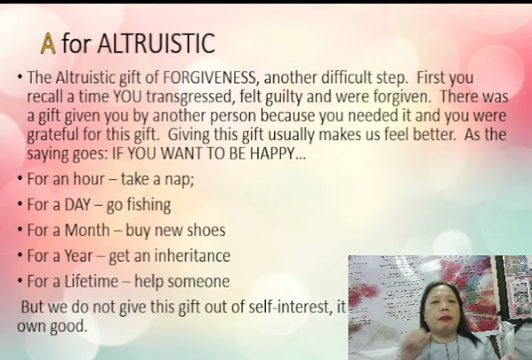 A for ALTRUISTIC
• The Altruistic gift of FORGIVENESS, another difficult step. First you
recall a time YOU transgressed, felt guilty and were forgiven. There was
a gift given you by another person because you needed it and you were
grateful for this gift. Giving this gift usually makes us feel better. As the
saying goes: IF YOU WANT TO BE HAPPY...
• For an hour – take a nap;
• For a DAY – go fishing
• For a Month – buy new shoes
• For a Year – get an inheritance
• For a Lifetime – help someone
But we do not give this gift out of self-interest, it
own good.